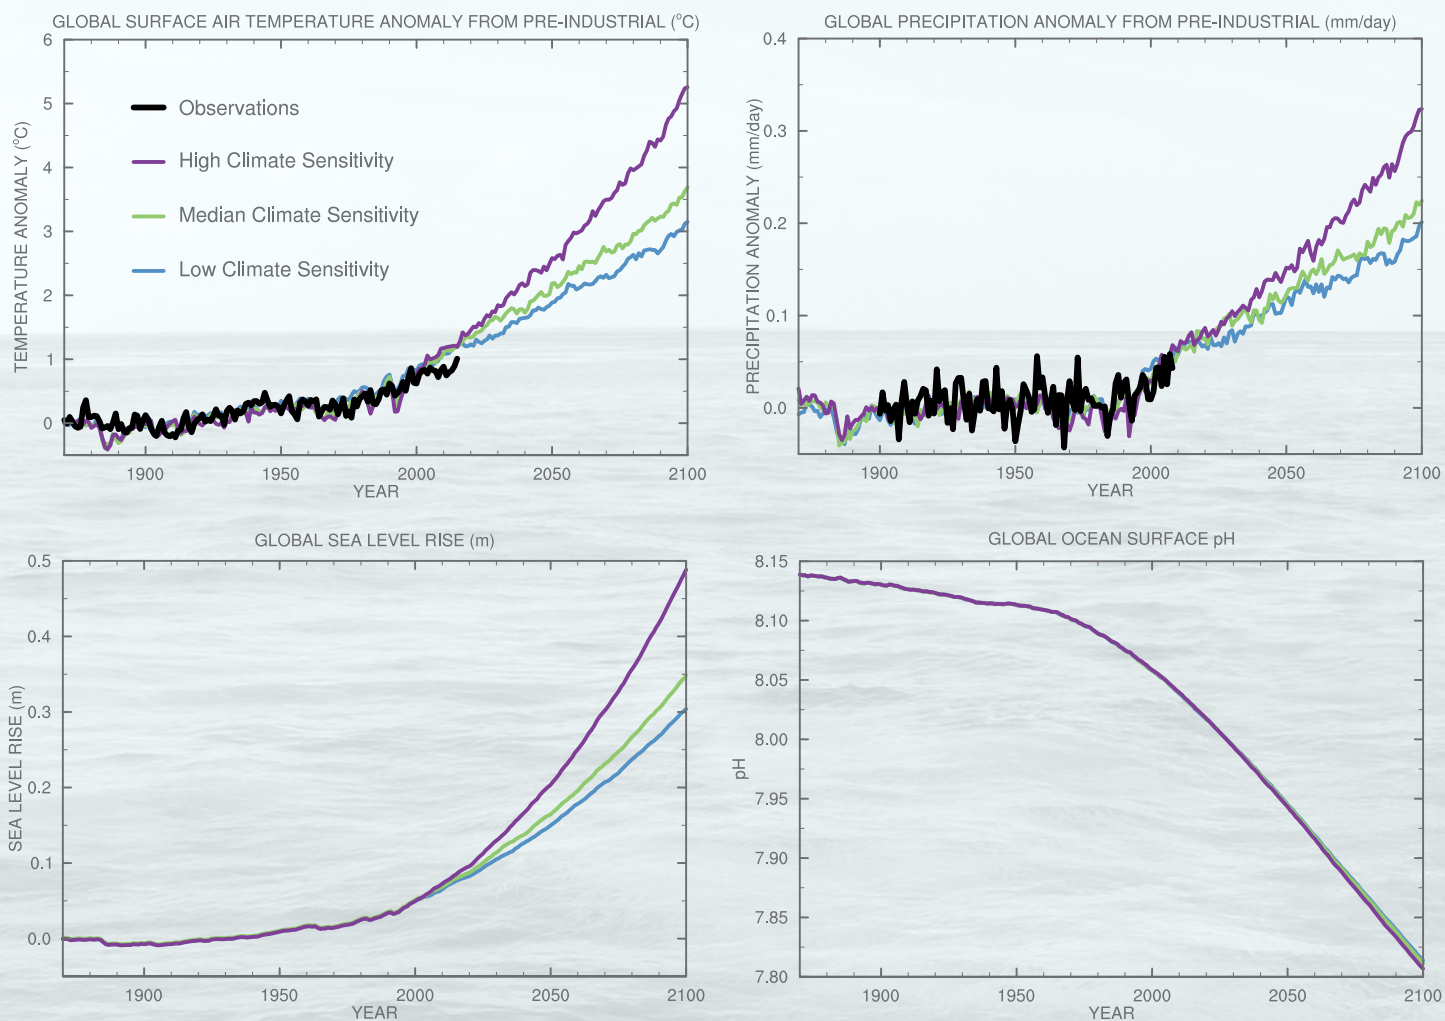 GLOBAL SURFACE AIR TEMPERATURE ANOMALY FROM PRE-INDUSTRIAL (°C)
6
5
4
3
2
1
0
TEMPERATURE ANOMALY (°C)
Observations
High Climate Sensitivity
Median Climate Sensitivity
Low Climate Sensitivity
1900 1950 2000 2050 2100
YEAR
GLOBAL PRECIPITATION ANOMALY FROM PRE-INDUSTRIAL (mm/day)
0.4
0.3
0.2
0.1
0.0
PRECIPITATION ANOMALY (mm/day)
1900 1950 2000 2050 2100
YEAR
GLOBAL SEA LEVEL RISE (m)
0.5
0.4
0.3
0.2
0.1
0.0
SEA LEVEL RISE (m)
1900 1950 2000 2050 2100
YEAR
GLOBAL OCEAN SURFACE pH
8.15
8.10
8.05
8.00
7.95
7.90
7.85
7.80
pH
1900 1950 2000 2050 2100
YEAR